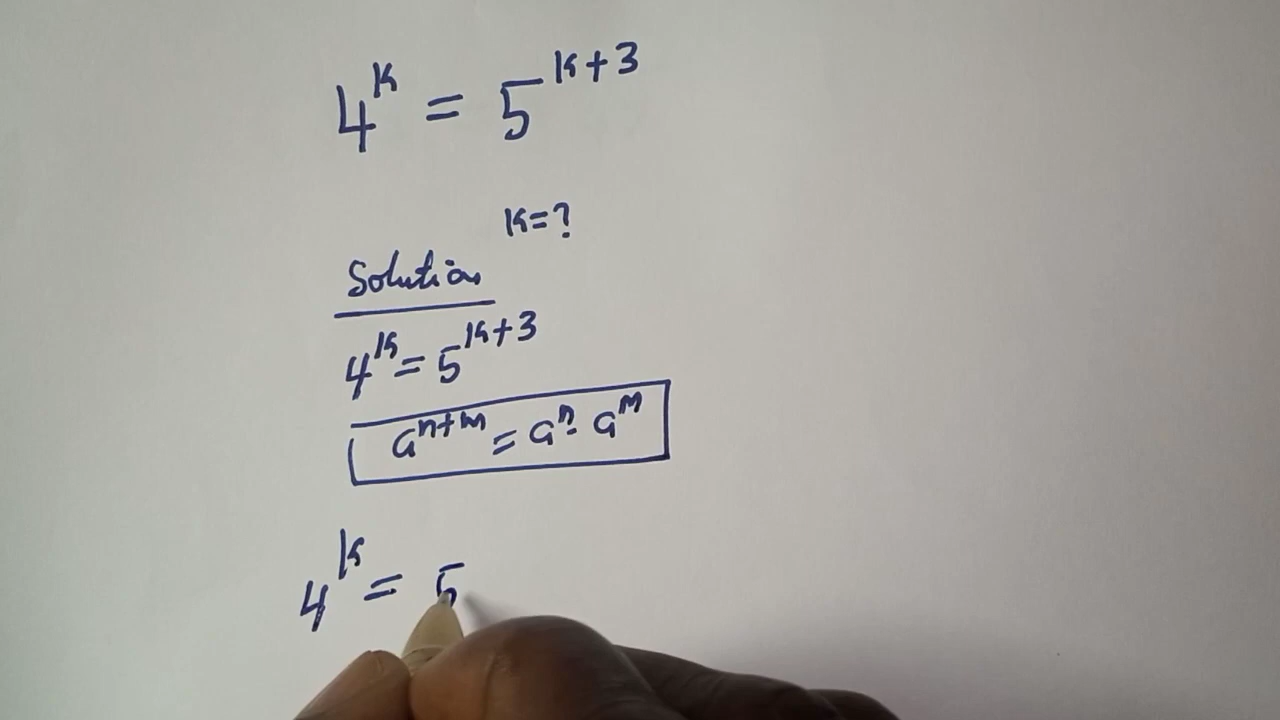 4^k = 5^k+3
k=?
Solution
4^k = 5^k+3
a^n+m = a^n . a^m
4^k = 5